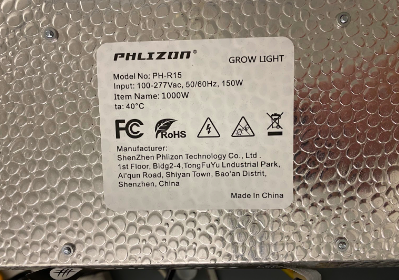 PHLIZON® GROW LIGHT
Model No: PH-R15
Input: 100-277Vac, 50/60Hz, 150W
Item Name: 1000W
ta: 40°C
FC RoHS
Manufacturer:
ShenZhen Phlizon Technology Co., Ltd .
1st Floor. Bldg2-4,TongFuYu Lndustrial Park,
Ai'qun Road, Shiyan Town, Bao'an Distrit,
Shenzhen, China
Made In China